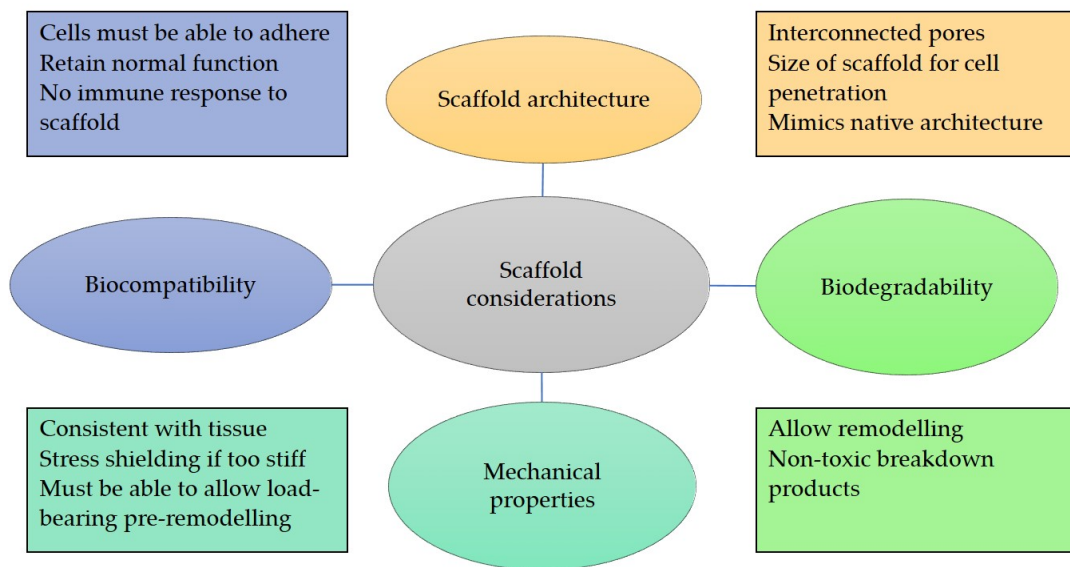 Cells must be able to adhere
Retain normal function
No immune response to
scaffold
Scaffold architecture
Interconnected pores
Size of scaffold for cell
penetration
Mimics native architecture
Biocompatibility
Scaffold
considerations
Biodegradability
Consistent with tissue
Stress shielding if too stiff
Must be able to allow load-
bearing pre-remodelling
Mechanical
properties
Allow remodelling
Non-toxic breakdown
products